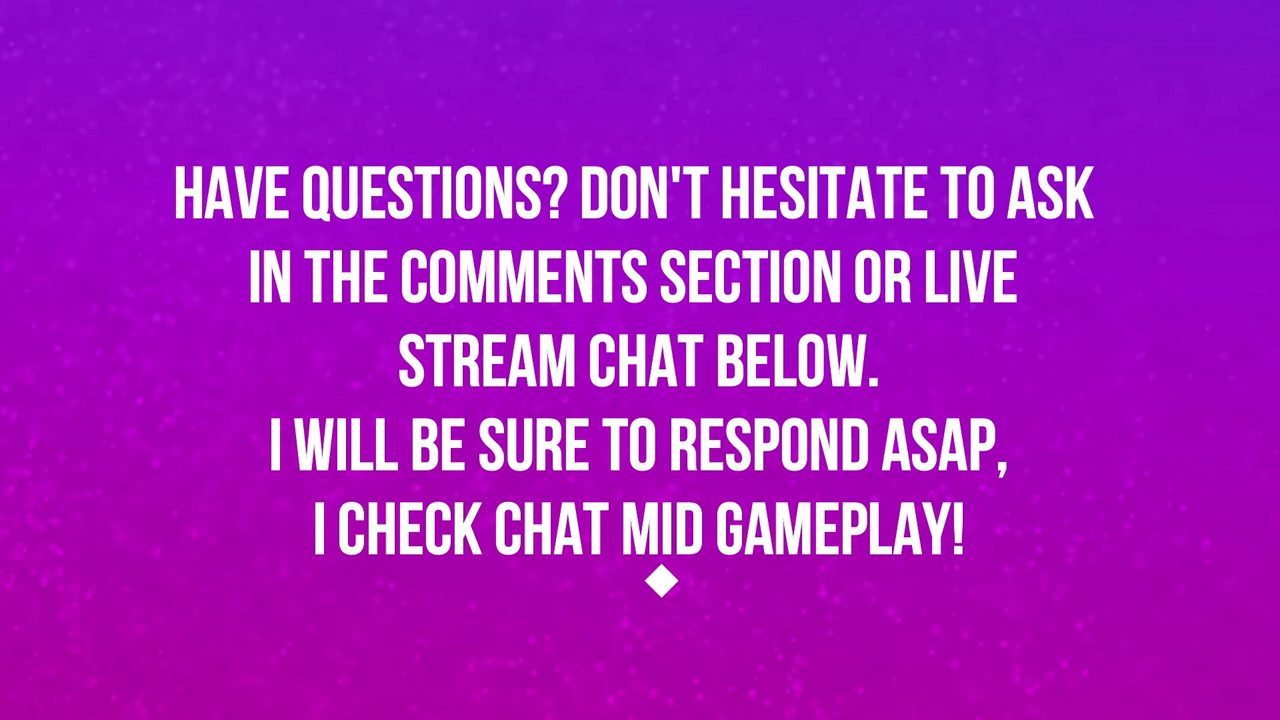 HAVE QUESTIONS? DON'T HESITATE TO ASK
IN THE COMMENTS SECTION OR LIVE
STREAM CHAT BELOW.
I WILL BE SURE TO RESPOND ASAP,
I CHECK CHAT MID GAMEPLAY!